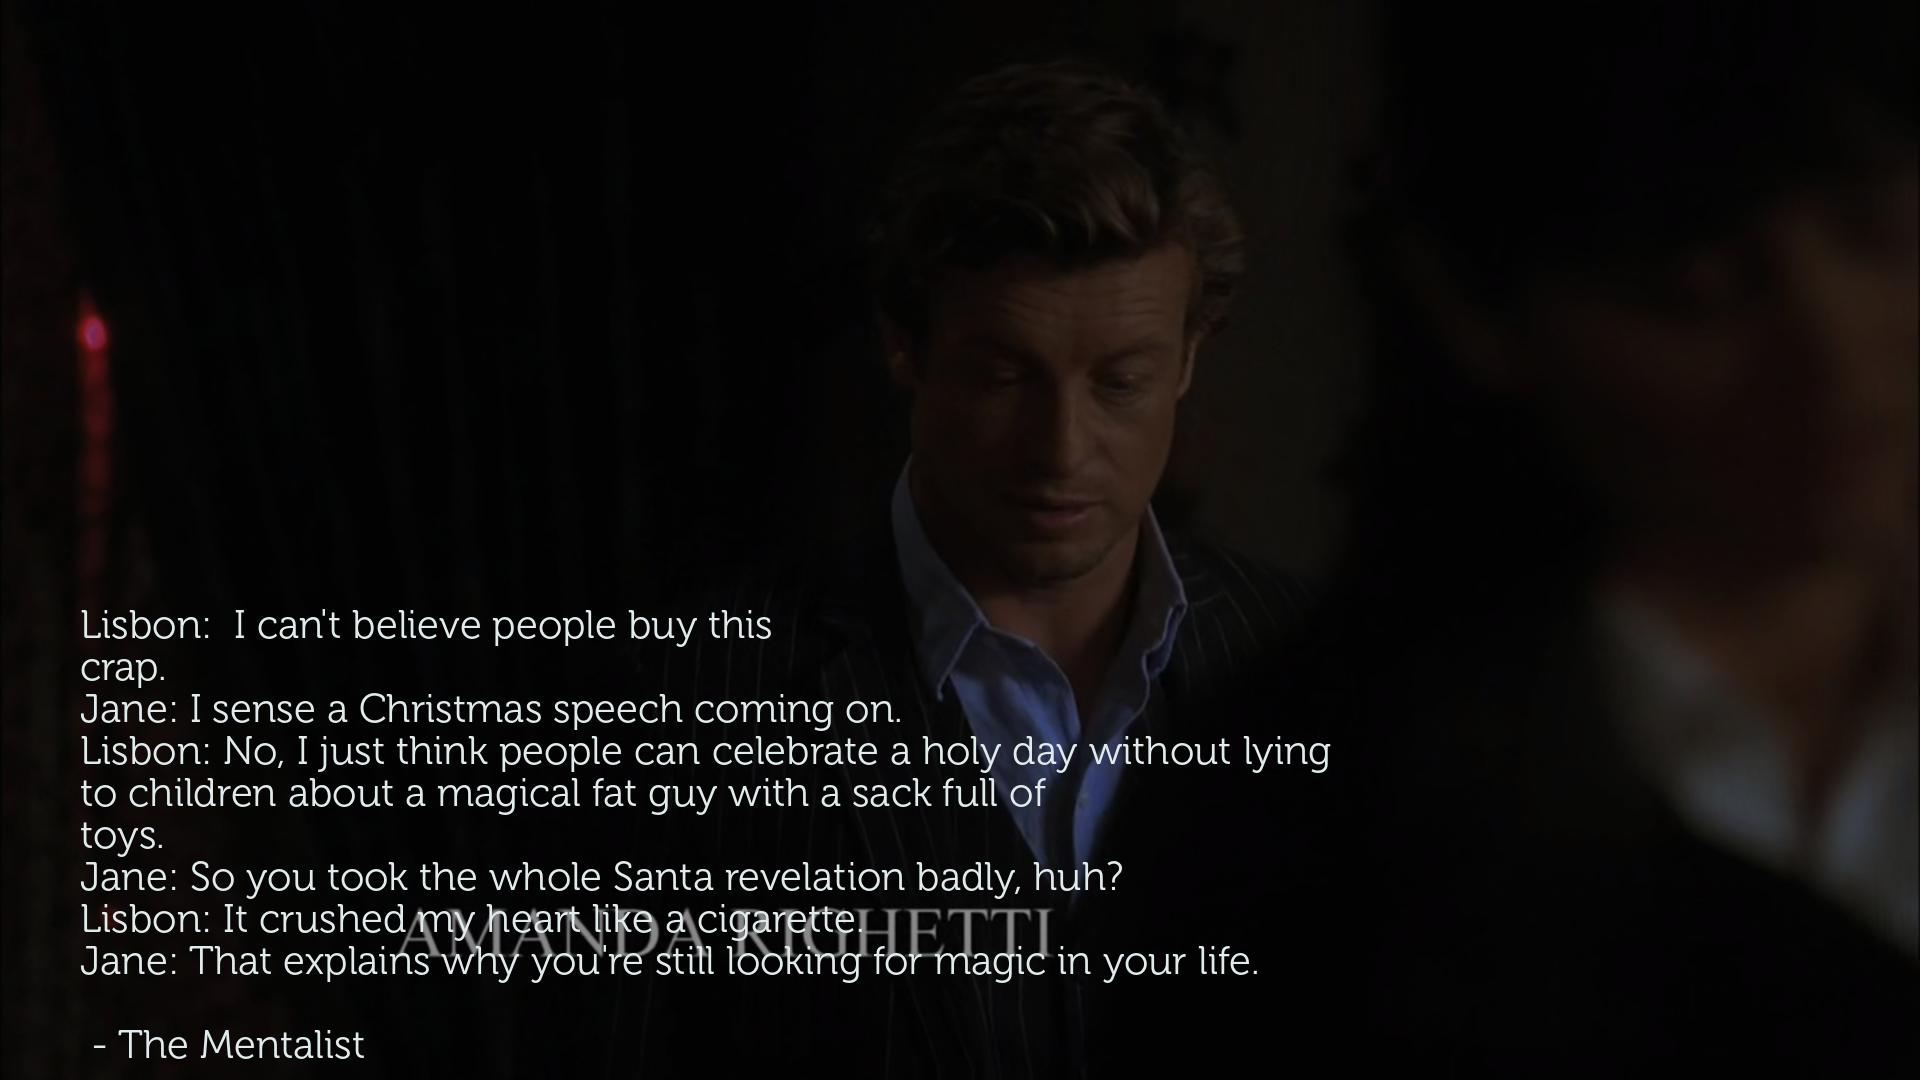 Lisbon:  I can't believe people buy this
crap.
Jane: I sense a Christmas speech coming on.
Lisbon: No, I just think people can celebrate a holy day without lying
to children about a magical fat guy with a sack full of
toys.
Jane: So you took the whole Santa revelation badly, huh?
Lisbon: It crushed my heart like a cigarette.
AMANDA RIGHETTI
Jane: That explains why you're still looking for magic in your life.
- The Mentalist